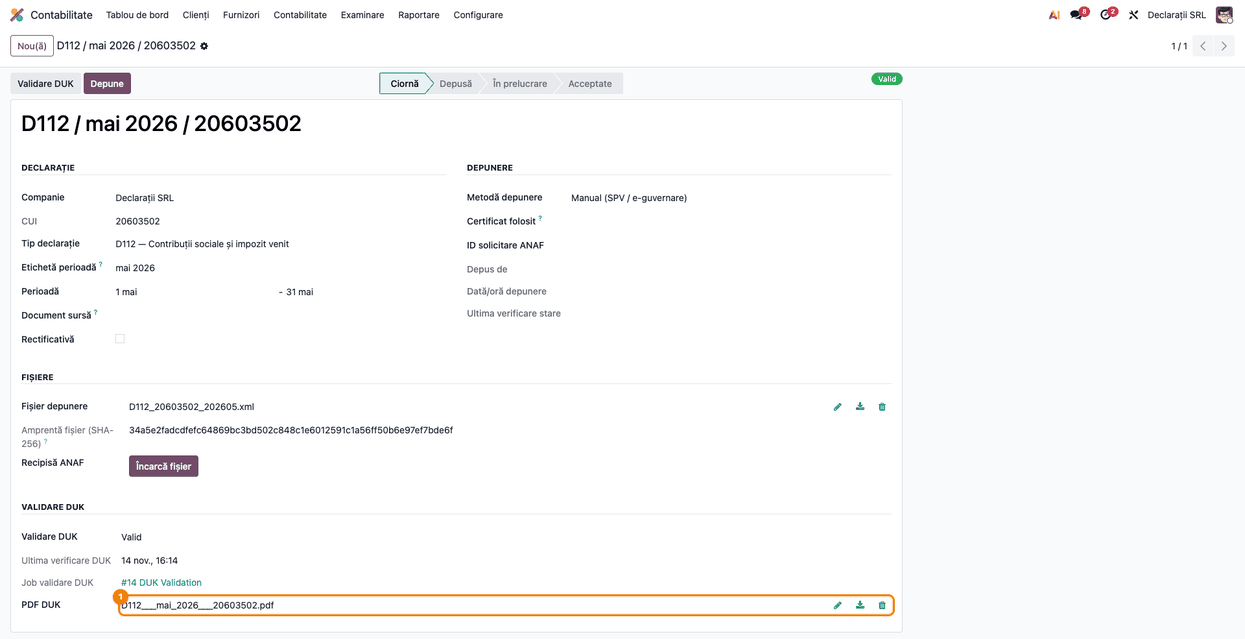 Contabilitate Tablou de bord Clienți Furnizori Contabilitate Examinare Raportare Configurare AI 8 2 Declarații SRL
Nou(ă) D112 / mai 2026 / 20603502 1 / 1
Validare DUK Depune Ciornă Depusă În prelucrare Acceptate Valid
D112 / mai 2026 / 20603502
DECLARAȚIE
Companie Declarații SRL
CUI 20603502
Tip declarație D112 — Contribuții sociale și impozit venit
Etichetă perioadă ? mai 2026
Perioadă 1 mai - 31 mai
Document sursă ?
Rectificativă
DEPUNERE
Metodă depunere Manual (SPV / e-guvernare)
Certificat folosit ?
ID solicitare ANAF
Depus de
Dată/oră depunere
Ultima verificare stare
FIȘIERE
Fișier depunere D112_20603502_202605.xml
Amprentă fișier (SHA-256) ? 34a5e2fadcdfefc64869bc3bd502c848c1e6012591c1a56ff50b6e97ef7bde6f
Recipisă ANAF Încarcă fișier
VALIDARE DUK
Validare DUK Valid
Ultima verificare DUK 14 nov., 16:14
Job validare DUK #14 DUK Validation
1
PDF DUK D112___mai_2026___20603502.pdf